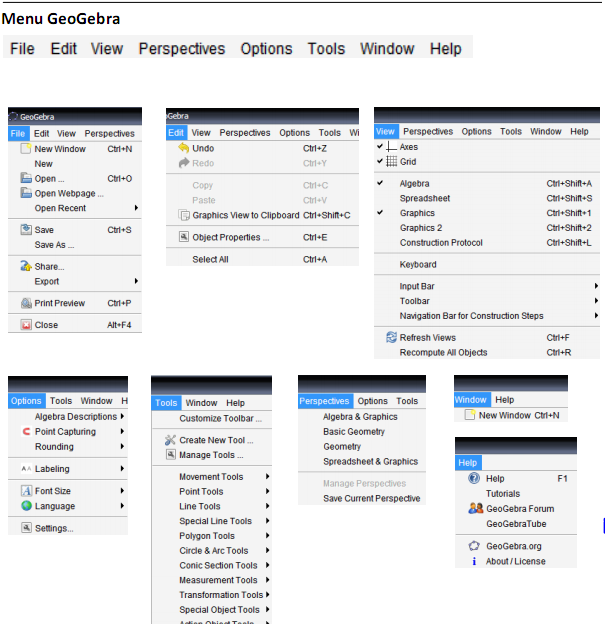 Menu GeoGebra
File Edit View Perspectives Options Tools Window Help
GeoGebra
File Edit View Perspectives
New Window Ctrl+N
New
Open ... Ctrl+O
Open Webpage ...
Open Recent
Save Ctrl+S
Save As ...
Share...
Export
Print Preview Ctrl+P
Close Alt+F4
Gebra
Edit View Perspectives Options Tools Wi
Undo Ctrl+Z
Redo Ctrl+Y
Copy Ctrl+C
Paste Ctrl+V
Graphics View to Clipboard Ctrl+Shift+C
Object Properties ... Ctrl+E
Select All Ctrl+A
View Perspectives Options Tools Window Help
Axes
Grid
Algebra Ctrl+Shift+A
Spreadsheet Ctrl+Shift+S
Graphics Ctrl+Shift+1
Graphics 2 Ctrl+Shift+2
Construction Protocol Ctrl+Shift+L
Keyboard
Input Bar
Toolbar
Navigation Bar for Construction Steps
Refresh Views Ctrl+F
Recompute All Objects Ctrl+R
Options Tools Window H
Algebra Descriptions
Point Capturing
Rounding
AA Labeling
A Font Size
Language
Settings...
Tools Window Help
Customize Toolbar ...
Create New Tool ...
Manage Tools ...
Movement Tools
Point Tools
Line Tools
Special Line Tools
Polygon Tools
Circle & Arc Tools
Conic Section Tools
Measurement Tools
Transformation Tools
Special Object Tools
Action Object Tools
Perspectives Options Tools
Algebra & Graphics
Basic Geometry
Geometry
Spreadsheet & Graphics
Manage Perspectives
Save Current Perspective
Window Help
New Window Ctrl+N
Help
Help F1
Tutorials
GeoGebra Forum
GeoGebraTube
GeoGebra.org
i About / License